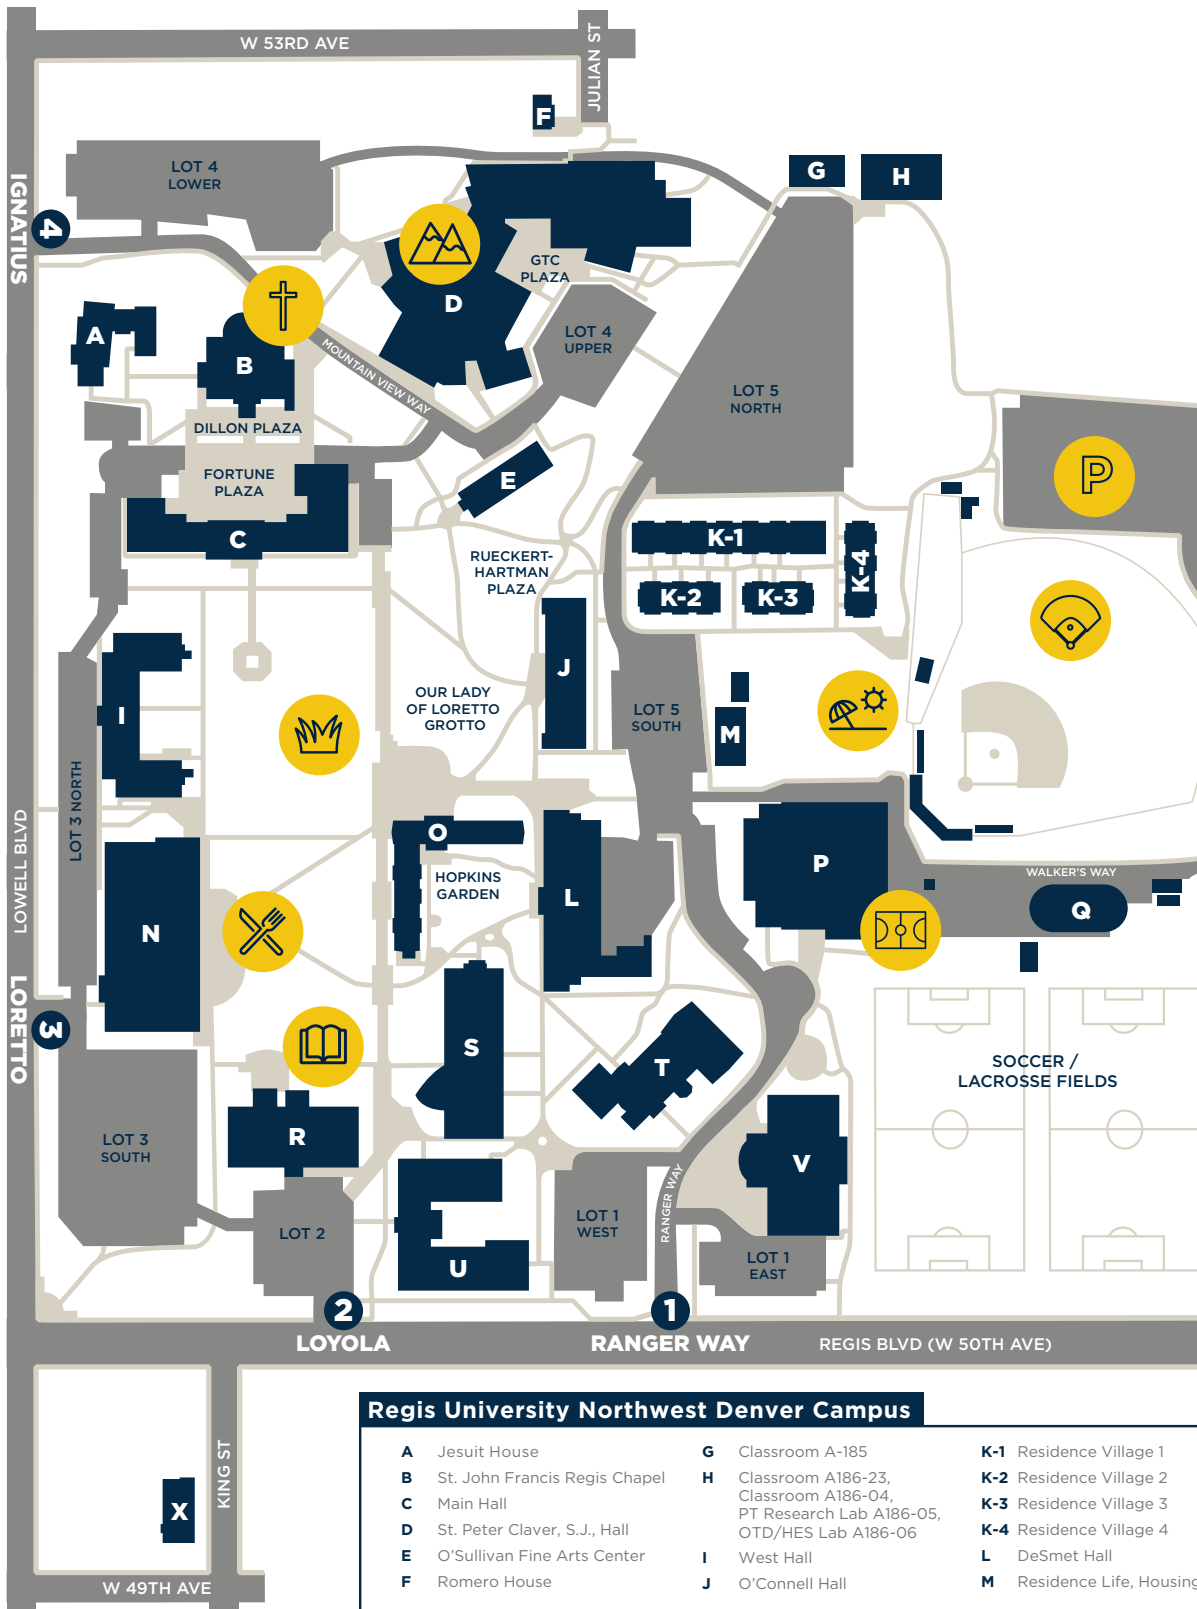 W 53RD AVE
JULIAN ST
F
LOT 4
LOWER
G
H
IGNATIUS
4
GTC
PLAZA
D
A
B
LOT 4
UPPER
MOUNTAIN VIEW WAY
LOT 5
NORTH
DILLON PLAZA
FORTUNE
PLAZA
E
P
C
K-1
RUECKERT-
HARTMAN
PLAZA
K-4
K-2
K-3
J
I
OUR LADY
OF LORETTO
GROTTO
LOT 5
SOUTH
M
LOT 3 NORTH
LOWELL BLVD
O
HOPKINS
GARDEN
L
P
WALKER'S WAY
Q
N
LORETTO
3
S
T
SOCCER /
LACROSSE FIELDS
LOT 3
SOUTH
R
V
RANGER WAY
LOT 2
LOT 1
WEST
U
LOT 1
EAST
2
1
LOYOLA
RANGER WAY
REGIS BLVD (W 50TH AVE)
KING ST
X
W 49TH AVE
Regis University Northwest Denver Campus
A Jesuit House
B St. John Francis Regis Chapel
C Main Hall
D St. Peter Claver, S.J., Hall
E O'Sullivan Fine Arts Center
F Romero House
G Classroom A-185
H Classroom A186-23,
Classroom A186-04,
PT Research Lab A186-05,
OTD/HES Lab A186-06
I West Hall
J O'Connell Hall
K-1 Residence Village 1
K-2 Residence Village 2
K-3 Residence Village 3
K-4 Residence Village 4
L DeSmet Hall
M Residence Life, Housing